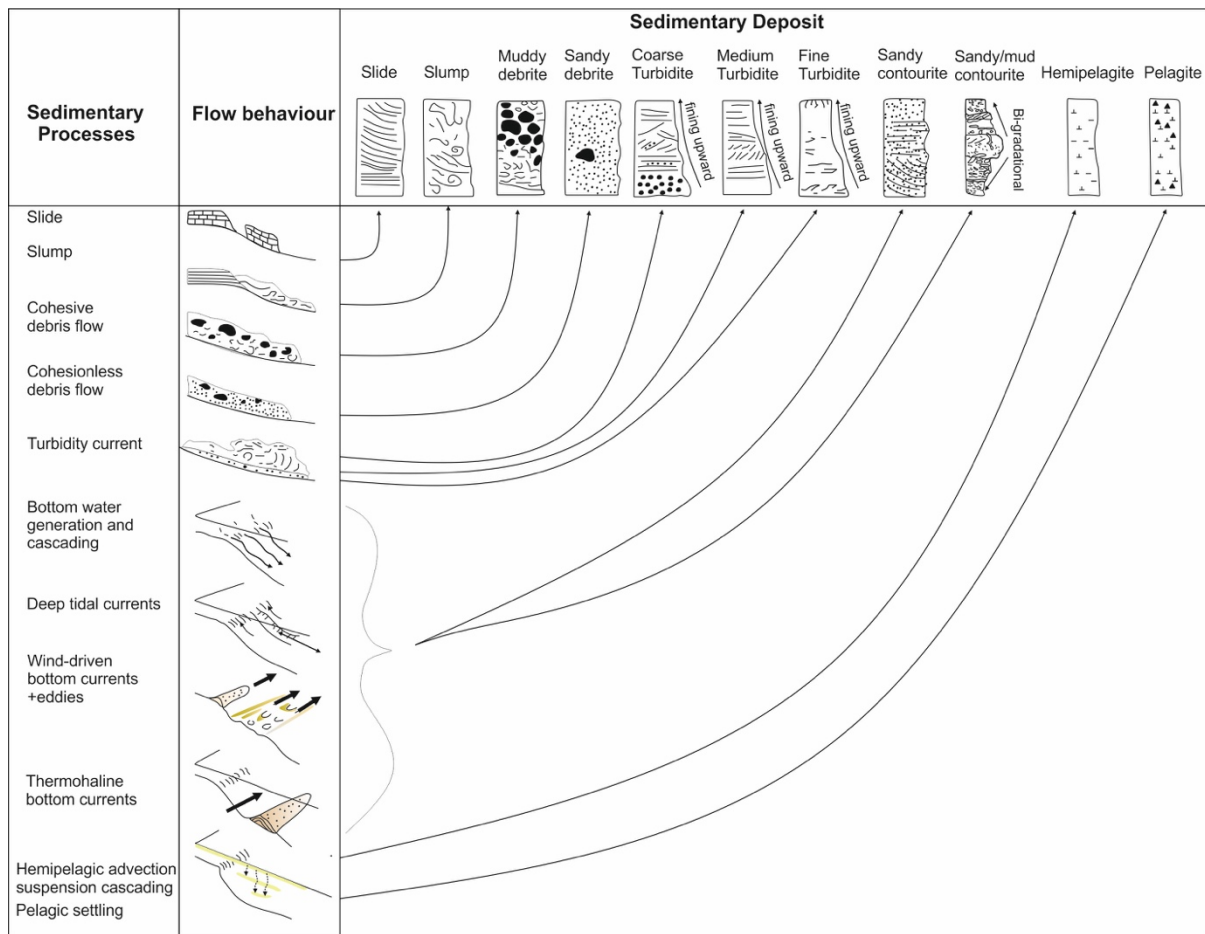 Sedimentary Deposit
Sedimentary
Processes
Flow behaviour
Slide
Slump
Muddy
debrite
Sandy
debrite
Coarse
Turbidite
Medium
Turbidite
Fine
Turbidite
Sandy
contourite
Sandy/mud
contourite
Hemipelagite
Pelagite
fining upward
fining upward
fining upward
Bi-gradational
Slide
Slump
Cohesive
debris flow
Cohesionless
debris flow
Turbidity current
Bottom water
generation and
cascading
Deep tidal currents
Wind-driven
bottom currents
+eddies
Thermohaline
bottom currents
Hemipelagic advection
suspension cascading
Pelagic settling